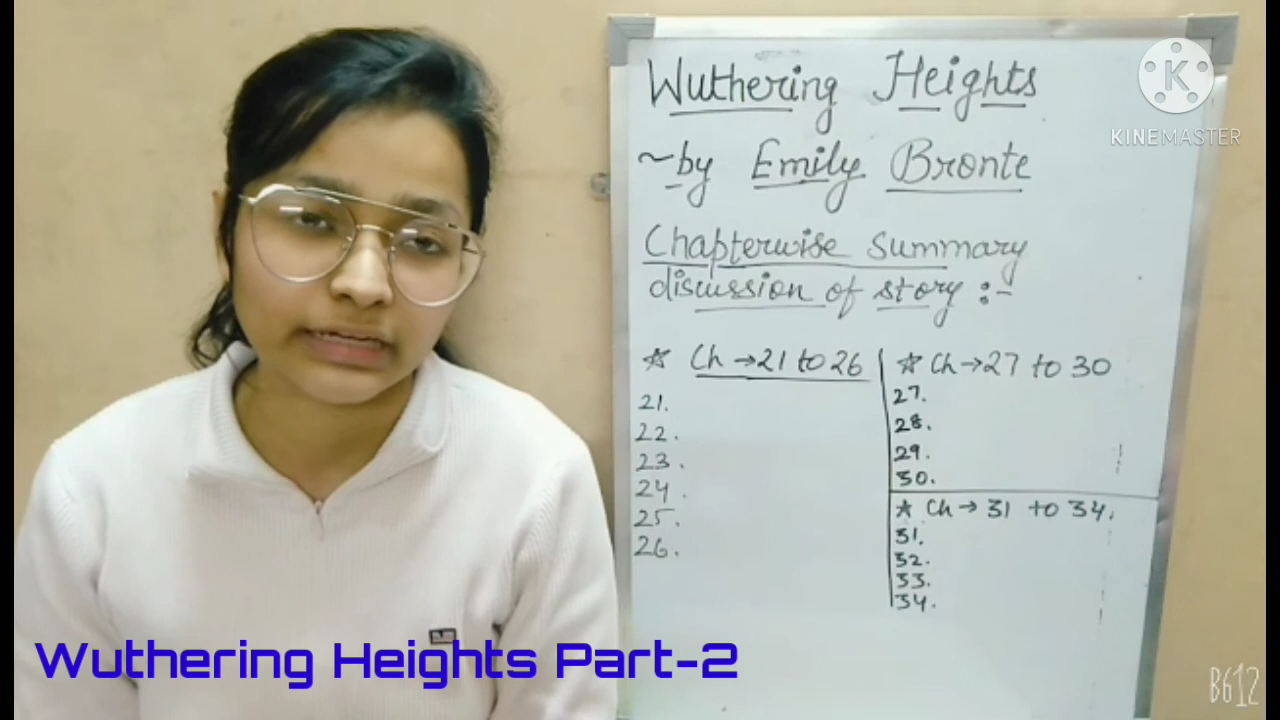 Wuthering Heights
~by Emily Bronte
Chapterwise summary
discussion of story :-
☆ Ch →21 to 26
21.
22.
23.
24.
25.
26.
☆ Ch →27 to 30
27.
28.
29.
30.
☆ Ch → 31 to 34.
31.
32.
33.
34.
K
KINEMASTER
Wuthering Heights Part-2
B612